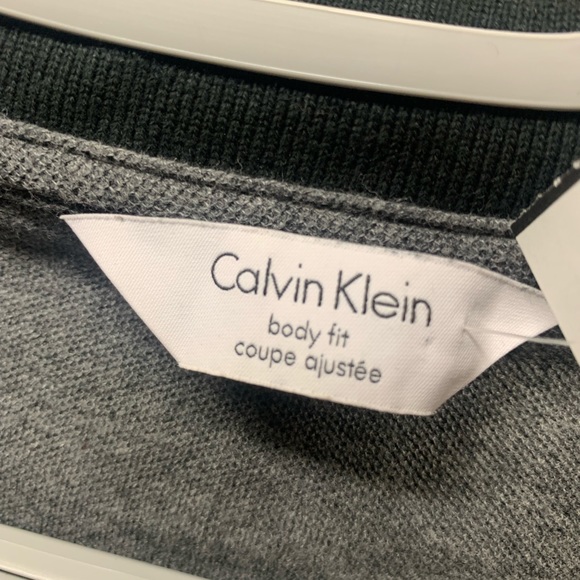 Calvin Klein
body fit
coupe ajustée